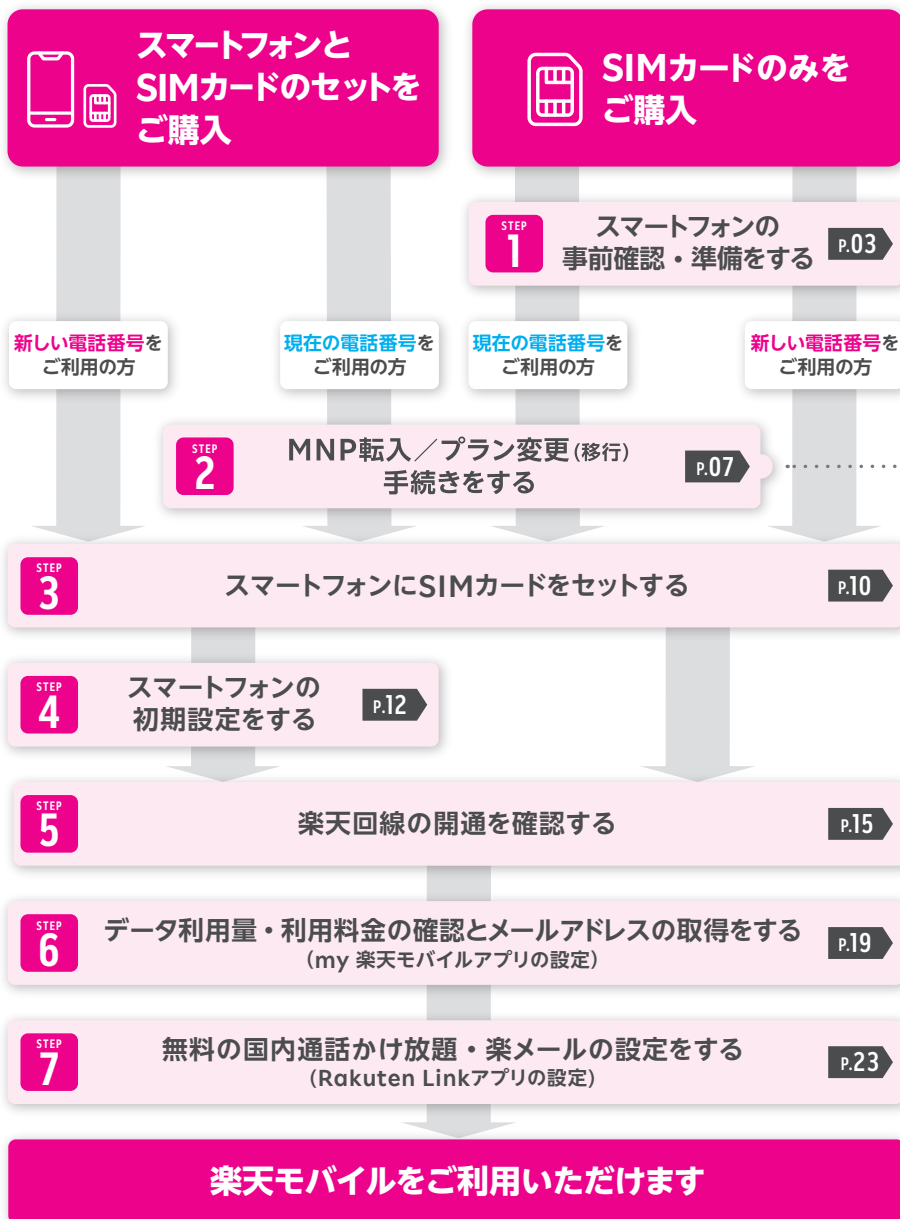 スマートフォンと
SIMカードのセットを
ご購入
SIMカードのみを
ご購入
STEP
1
スマートフォンの
事前確認・準備をする
P.03
新しい電話番号を
ご利用の方
現在の電話番号を
ご利用の方
現在の電話番号を
ご利用の方
新しい電話番号を
ご利用の方
STEP
2
MNP転入／プラン変更(移行)
手続きをする
P.07
STEP
3
スマートフォンにSIMカードをセットする
P.10
STEP
4
スマートフォンの
初期設定をする
P.12
STEP
5
楽天回線の開通を確認する
P.15
STEP
6
データ利用量・利用料金の確認とメールアドレスの取得をする
(my 楽天モバイルアプリの設定)
P.19
STEP
7
無料の国内通話かけ放題・楽メールの設定をする
(Rakuten Linkアプリの設定)
P.23
楽天モバイルをご利用いただけます